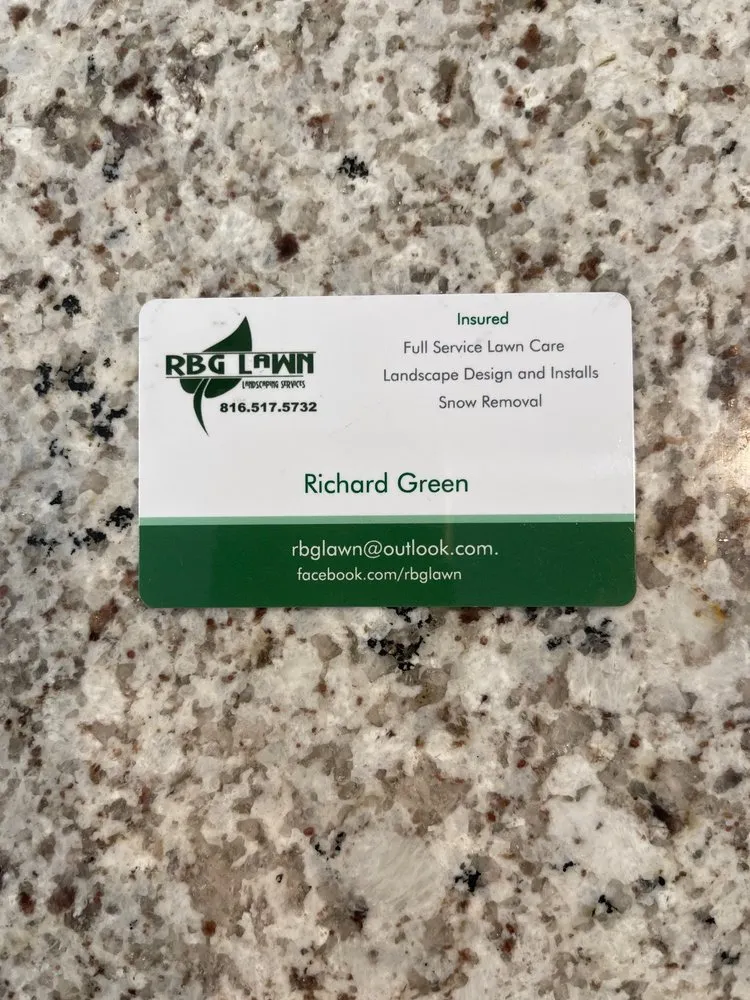 RBG LAWN
LANDSCAPING SERVICES
816.517.5732
Insured
Full Service Lawn Care
Landscape Design and Installs
Snow Removal
Richard Green
rbglawn@outlook.com.
facebook.com/rbglawn